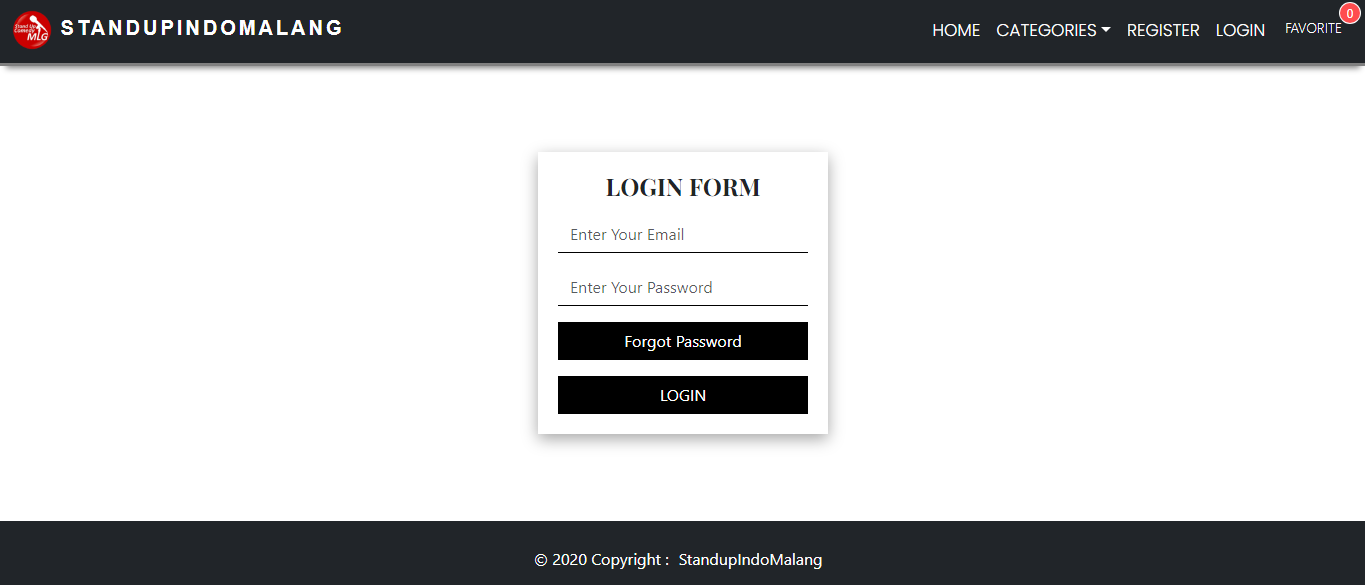 Stand Up
Comedy
MLG
STANDUPINDOMALANG
HOME CATEGORIES REGISTER LOGIN FAVORITE 0
LOGIN FORM
Enter Your Email
Enter Your Password
Forgot Password
LOGIN
© 2020 Copyright : StandupIndoMalang